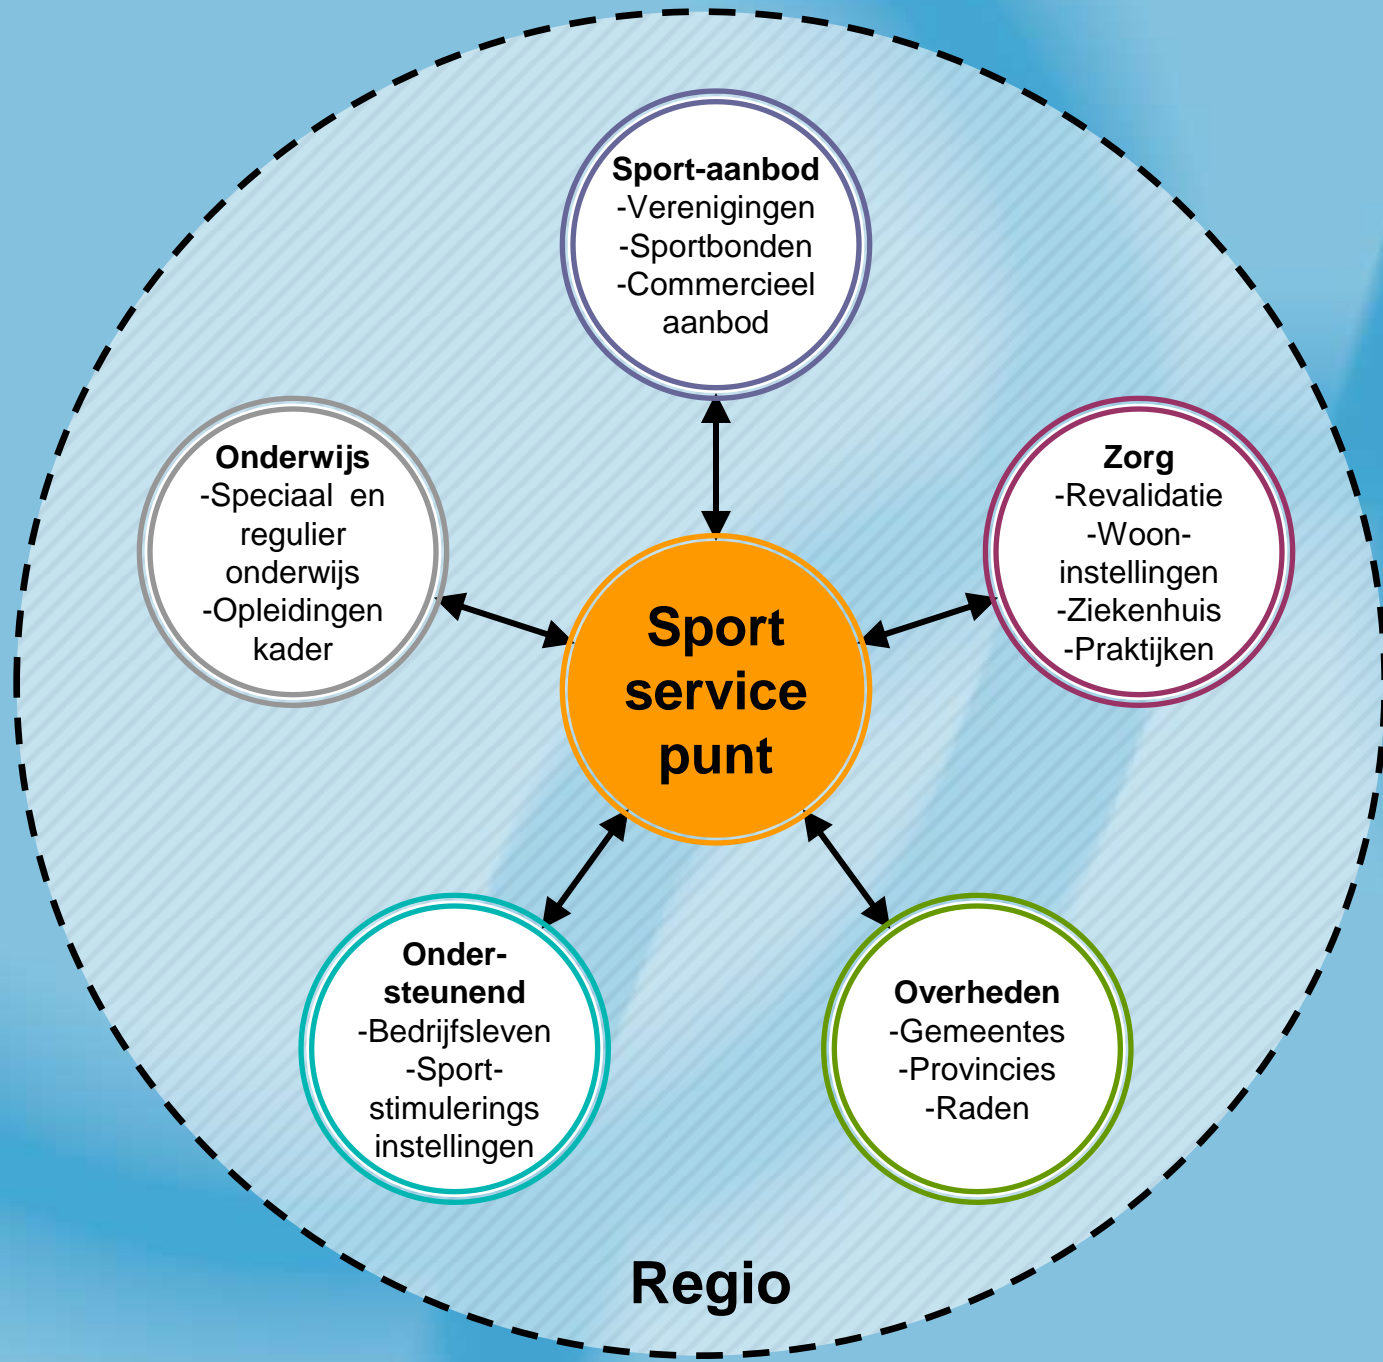 Sport-aanbod
-Verenigingen
-Sportbonden
-Commercieel
aanbod
Onderwijs
-Speciaal en
regulier
onderwijs
-Opleidingen
kader
Zorg
-Revalidatie
-Woon-
instellingen
-Ziekenhuis
-Praktijken
Sport
service
punt
Onder-
steunend
-Bedrijfsleven
-Sport-
stimulerings
instellingen
Overheden
-Gemeentes
-Provincies
-Raden
Regio